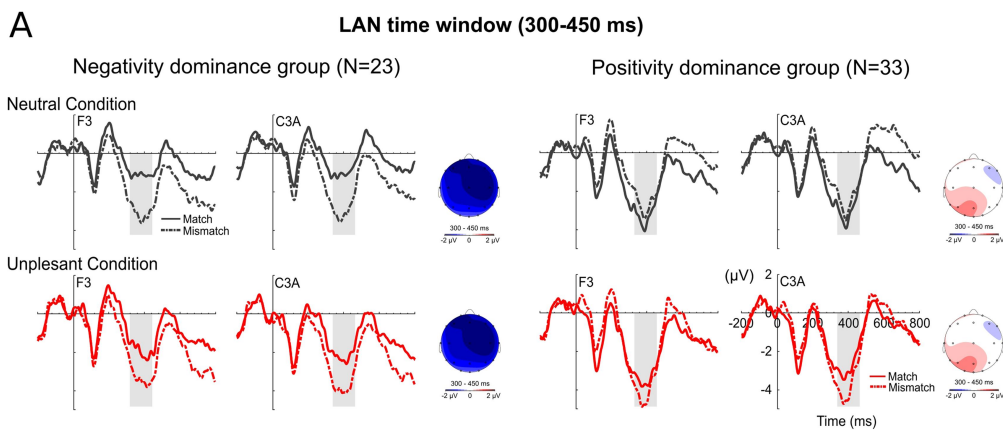 A
LAN time window (300-450 ms)
Negativity dominance group (N=23)
Positivity dominance group (N=33)
Neutral Condition
F3
C3A
F3
C3A
Match
Mismatch
300 - 450 ms
-2 µV 0 2 µV
300 - 450 ms
-2 µV 0 2 µV
Unplesant Condition
F3
C3A
F3
(µV)
C3A
2
0
-2
-4
-200 0 200 400 600 800
Match
Mismatch
Time (ms)
300 - 450 ms
-2 µV 0 2 µV
300 - 450 ms
-2 µV 0 2 µV